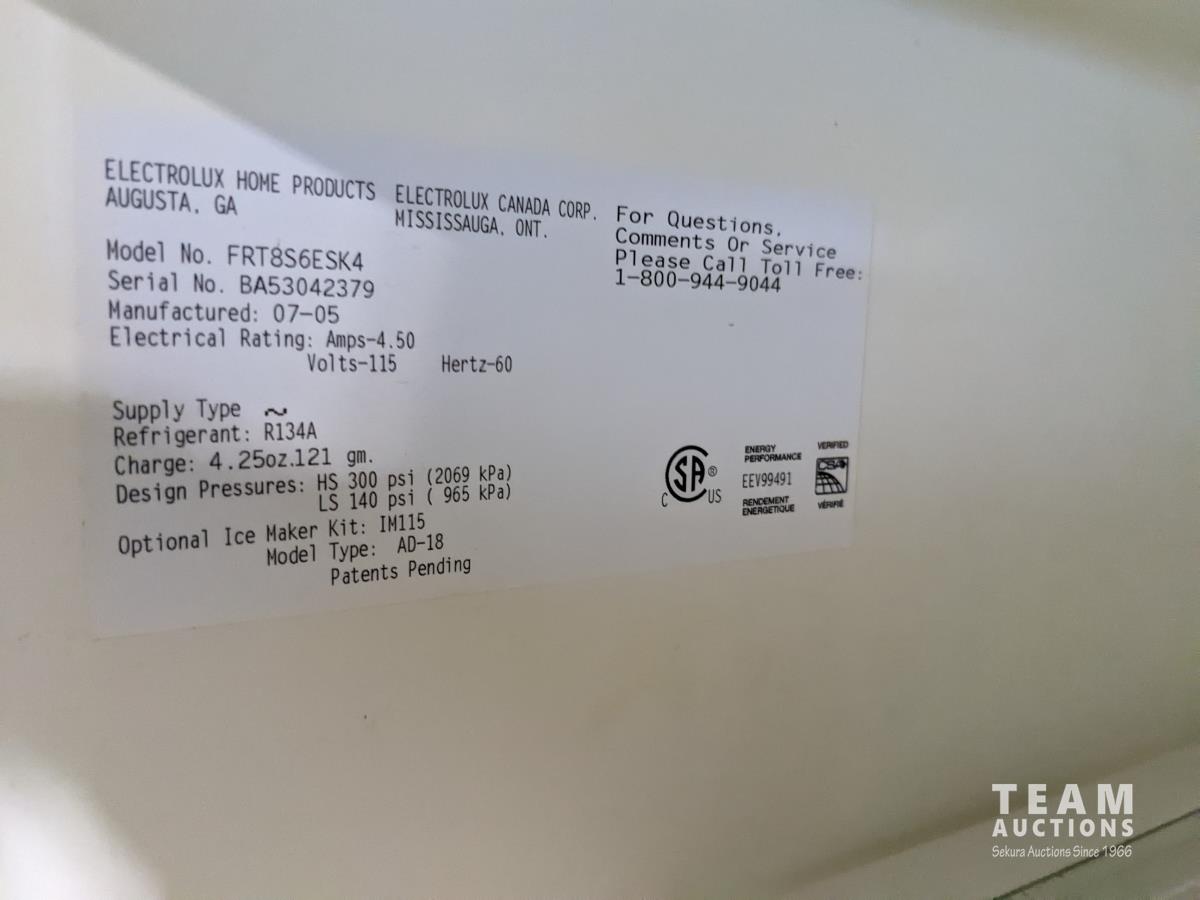 ELECTROLUX HOME PRODUCTS
AUGUSTA, GA
ELECTROLUX CANADA CORP.
MISSISSAUGA, ONT.
For Questions,
Comments Or Service
Please Call Toll Free:
1-800-944-9044
Model No. FRT8S6ESK4
Serial No. BA53042379
Manufactured: 07-05
Electrical Rating: Amps-4.50
Volts-115 Hertz-60
Supply Type ~
Refrigerant: R134A
Charge: 4.25oz.121 gm.
Design Pressures: HS 300 psi (2069 kPa)
LS 140 psi ( 965 kPa)
Optional Ice Maker Kit: IM115
Model Type: AD-18
Patents Pending
C SA ® US
ENERGY
PERFORMANCE
EEV99491
RENDEMENT
ENERGETIQUE
VERIFIED
CSA
VÉRIFIÉ
TEAM
AUCTIONS
Sekura Auctions Since 1966